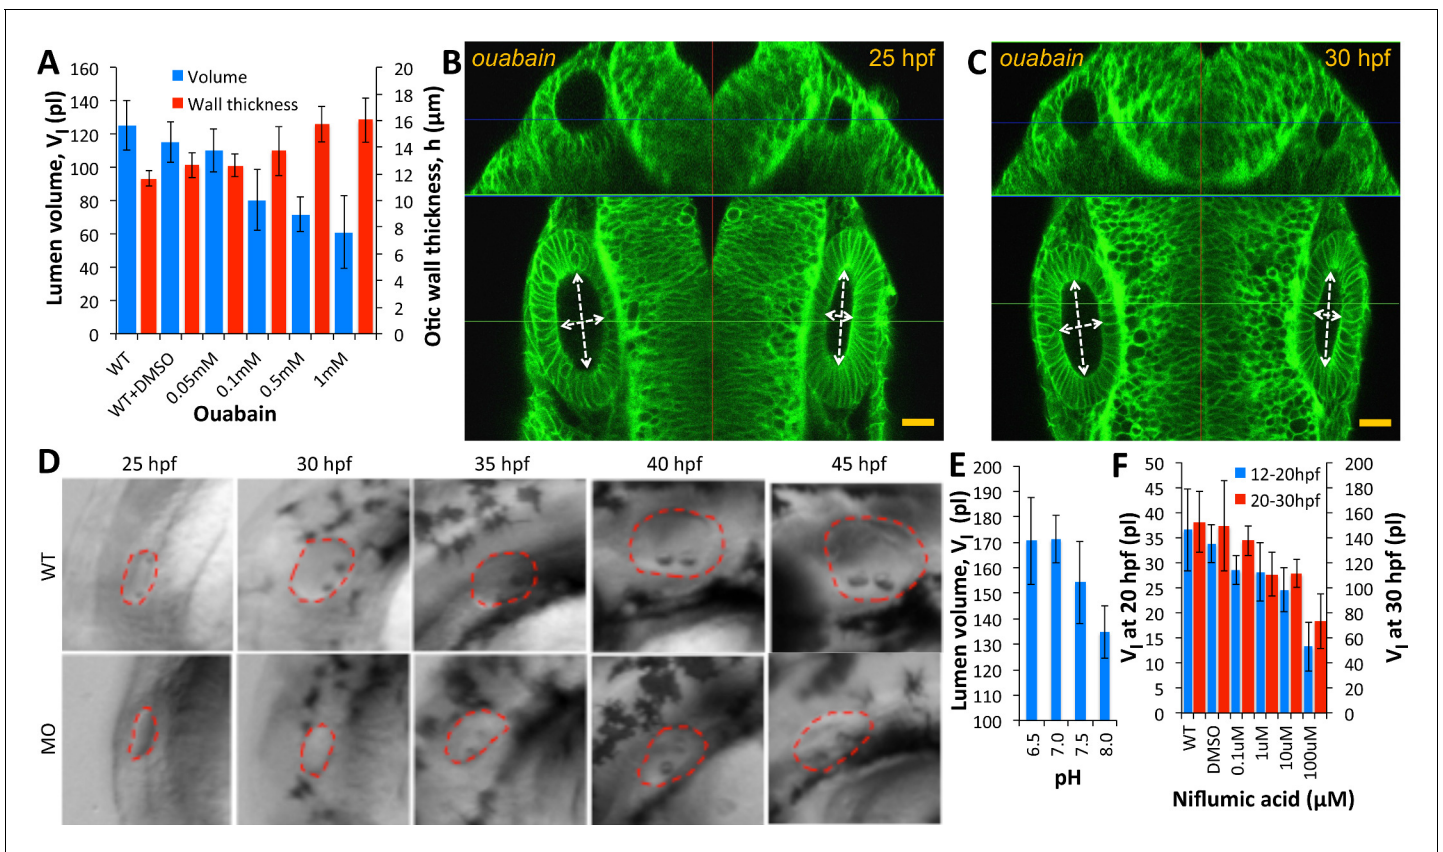 A
Volume
Wall thickness
Lumen volume, Vl (pl)
160
140
120
100
80
60
40
20
0
20
18
16
14
12
10
8
6
4
2
0
Otic wall thickness, h (µm)
WT
WT+DMSO
0.05mM
0.1mM
0.5mM
1mM
Ouabain
B
ouabain
25 hpf
C
ouabain
30 hpf
D
25 hpf
30 hpf
35 hpf
40 hpf
45 hpf
WT
MO
E
Lumen volume, Vl (pl)
200
190
180
170
160
150
140
130
120
110
100
6.5
7.0
7.5
8.0
pH
F
12-20hpf
20-30hpf
Vl at 20 hpf (pl)
50
45
40
35
30
25
20
15
10
5
0
200
180
160
140
120
100
80
60
40
20
0
Vl at 30 hpf (pl)
WT
DMSO
0.1uM
1uM
10uM
100uM
Niflumic acid (µM)